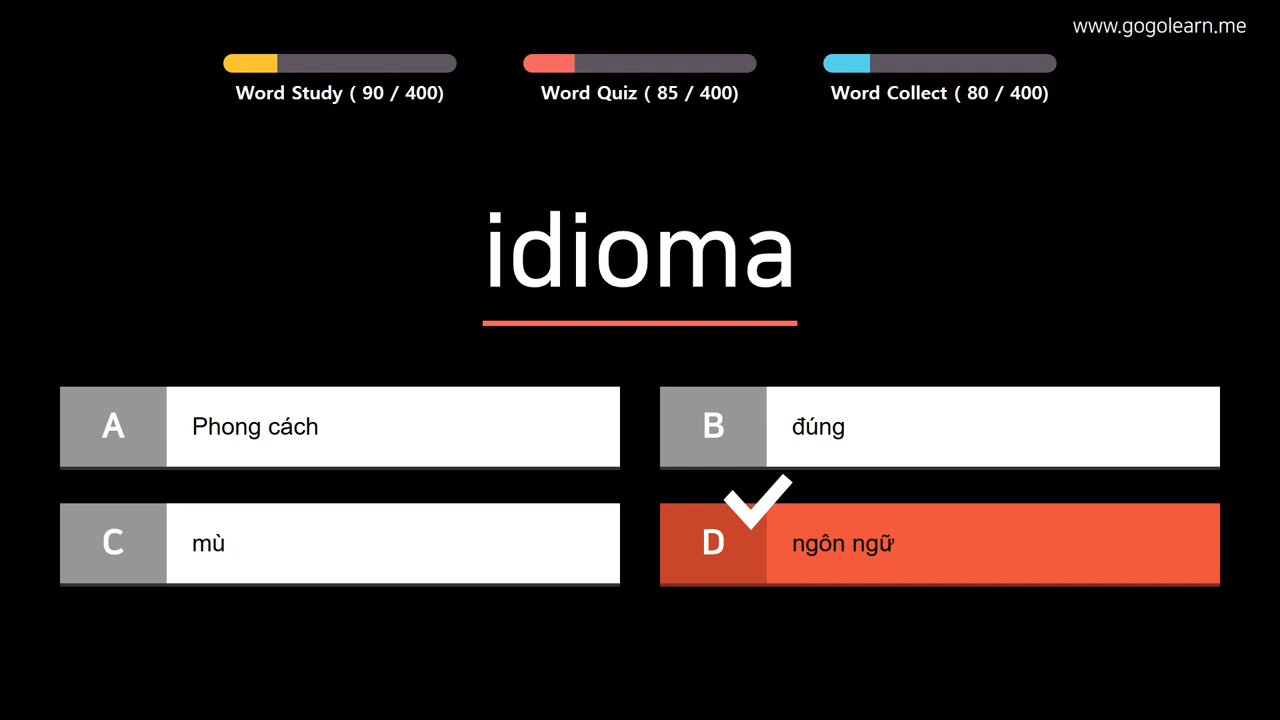 www.gogolearn.me
Word Study ( 90 / 400)
Word Quiz ( 85 / 400)
Word Collect ( 80 / 400)
idioma
A Phong cách
B đúng
C mù
D ngôn ngữ